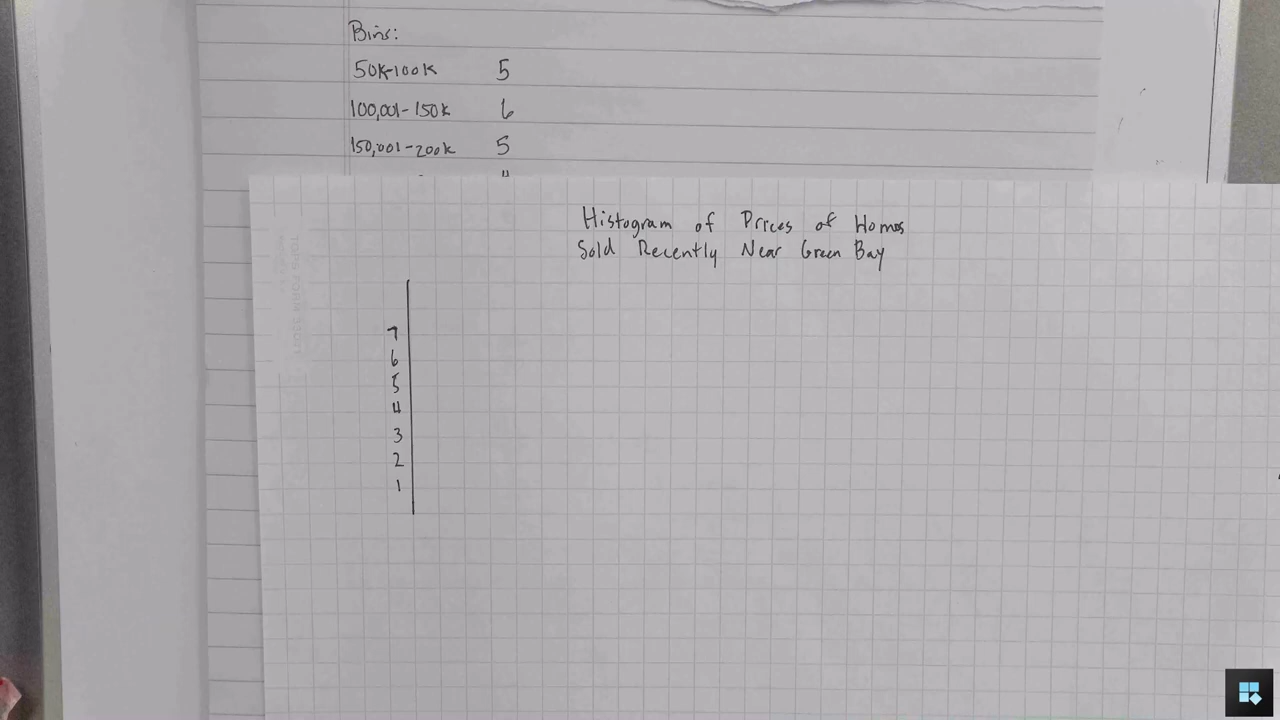 Bins:
50K-100K 5
100,001-150K 6
150,001-200K 5
Histogram of Prices of Homes
Sold Recently Near Green Bay
7
6
5
4
3
2
1